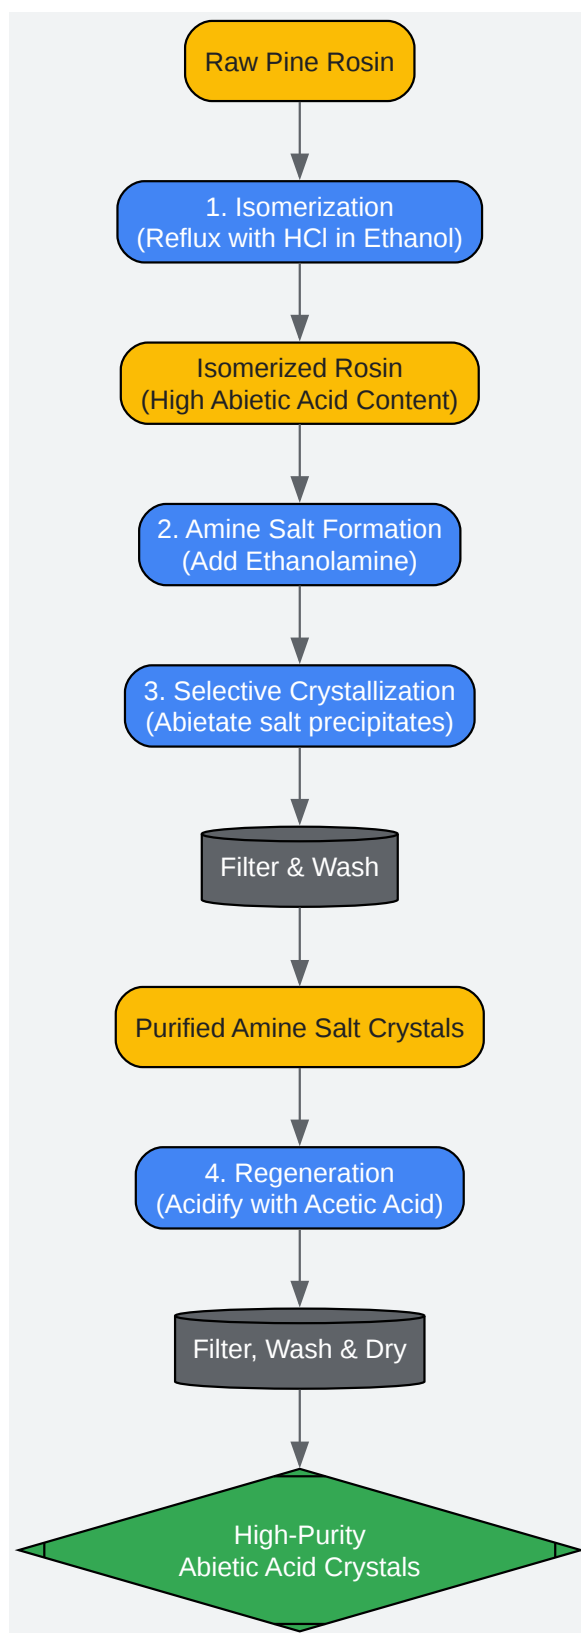 Raw Pine Rosin
1. Isomerization
(Reflux with HCl in Ethanol)
Isomerized Rosin
(High Abietic Acid Content)
2. Amine Salt Formation
(Add Ethanolamine)
3. Selective Crystallization
(Abietate salt precipitates)
Filter & Wash
Purified Amine Salt Crystals
4. Regeneration
(Acidify with Acetic Acid)
Filter, Wash & Dry
High-Purity
Abietic Acid Crystals